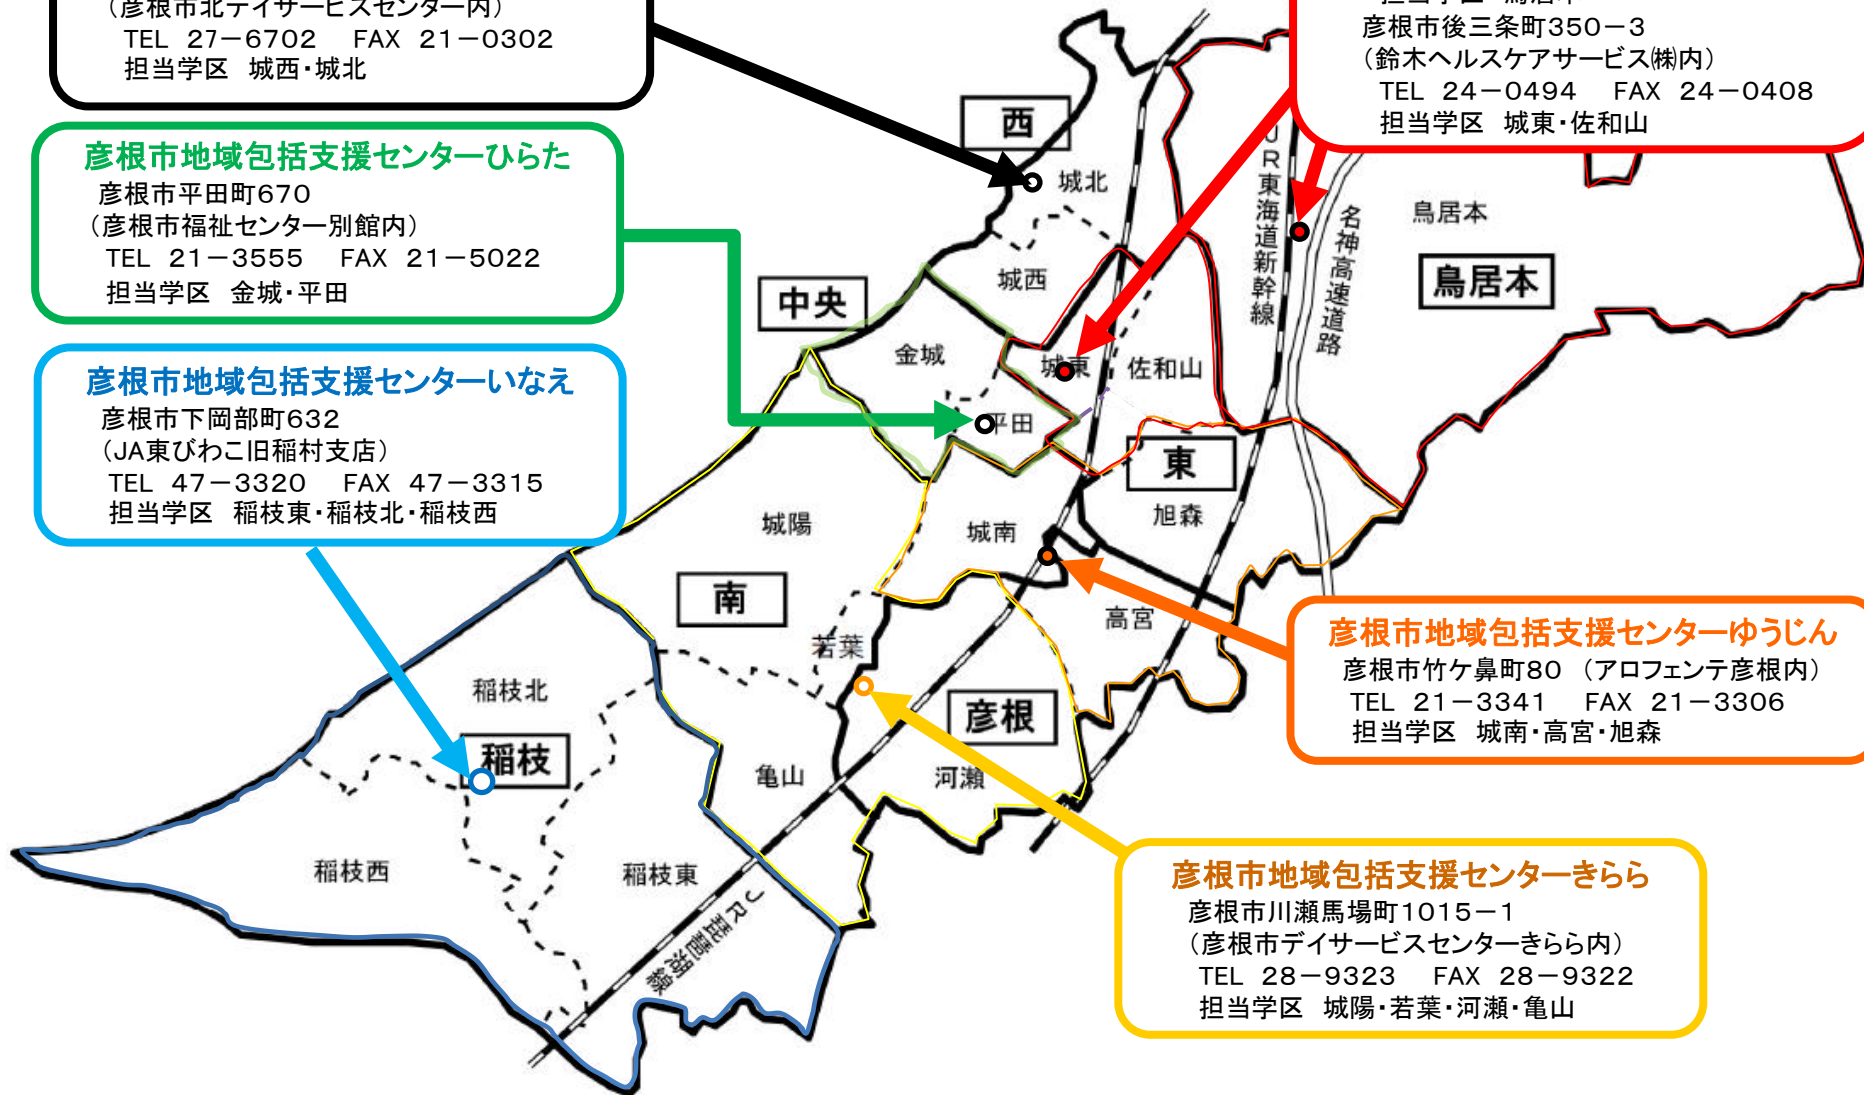 (彦根市北デイサービスセンター内)
TEL 27－6702 FAX 21－0302
担当学区 城西・城北
彦根市後三条町350－3
(鈴木ヘルスケアサービス㈱内)
TEL 24－0494 FAX 24－0408
担当学区 城東・佐和山
彦根市地域包括支援センターひらた
彦根市平田町670
(彦根市福祉センター別館内)
TEL 21－3555 FAX 21－5022
担当学区 金城・平田
彦根市地域包括支援センターいなえ
彦根市下岡部町632
(JA東びわこ旧稲村支店)
TEL 47－3320 FAX 47－3315
担当学区 稲枝東・稲枝北・稲枝西
西
城北
城西
中央
金城
城東
佐和山
平田
JR東海道新幹線
名神高速道路
鳥居本
鳥居本
東
旭森
城陽
城南
南
若葉
高宮
彦根
稲枝北
稲枝
亀山
河瀬
稲枝西
稲枝東
JR琵琶湖線
彦根市地域包括支援センターゆうじん
彦根市竹ケ鼻町80 (アロフェンテ彦根内)
TEL 21－3341 FAX 21－3306
担当学区 城南・高宮・旭森
彦根市地域包括支援センターきらら
彦根市川瀬馬場町1015－1
(彦根市デイサービスセンターきらら内)
TEL 28－9323 FAX 28－9322
担当学区 城陽・若葉・河瀬・亀山